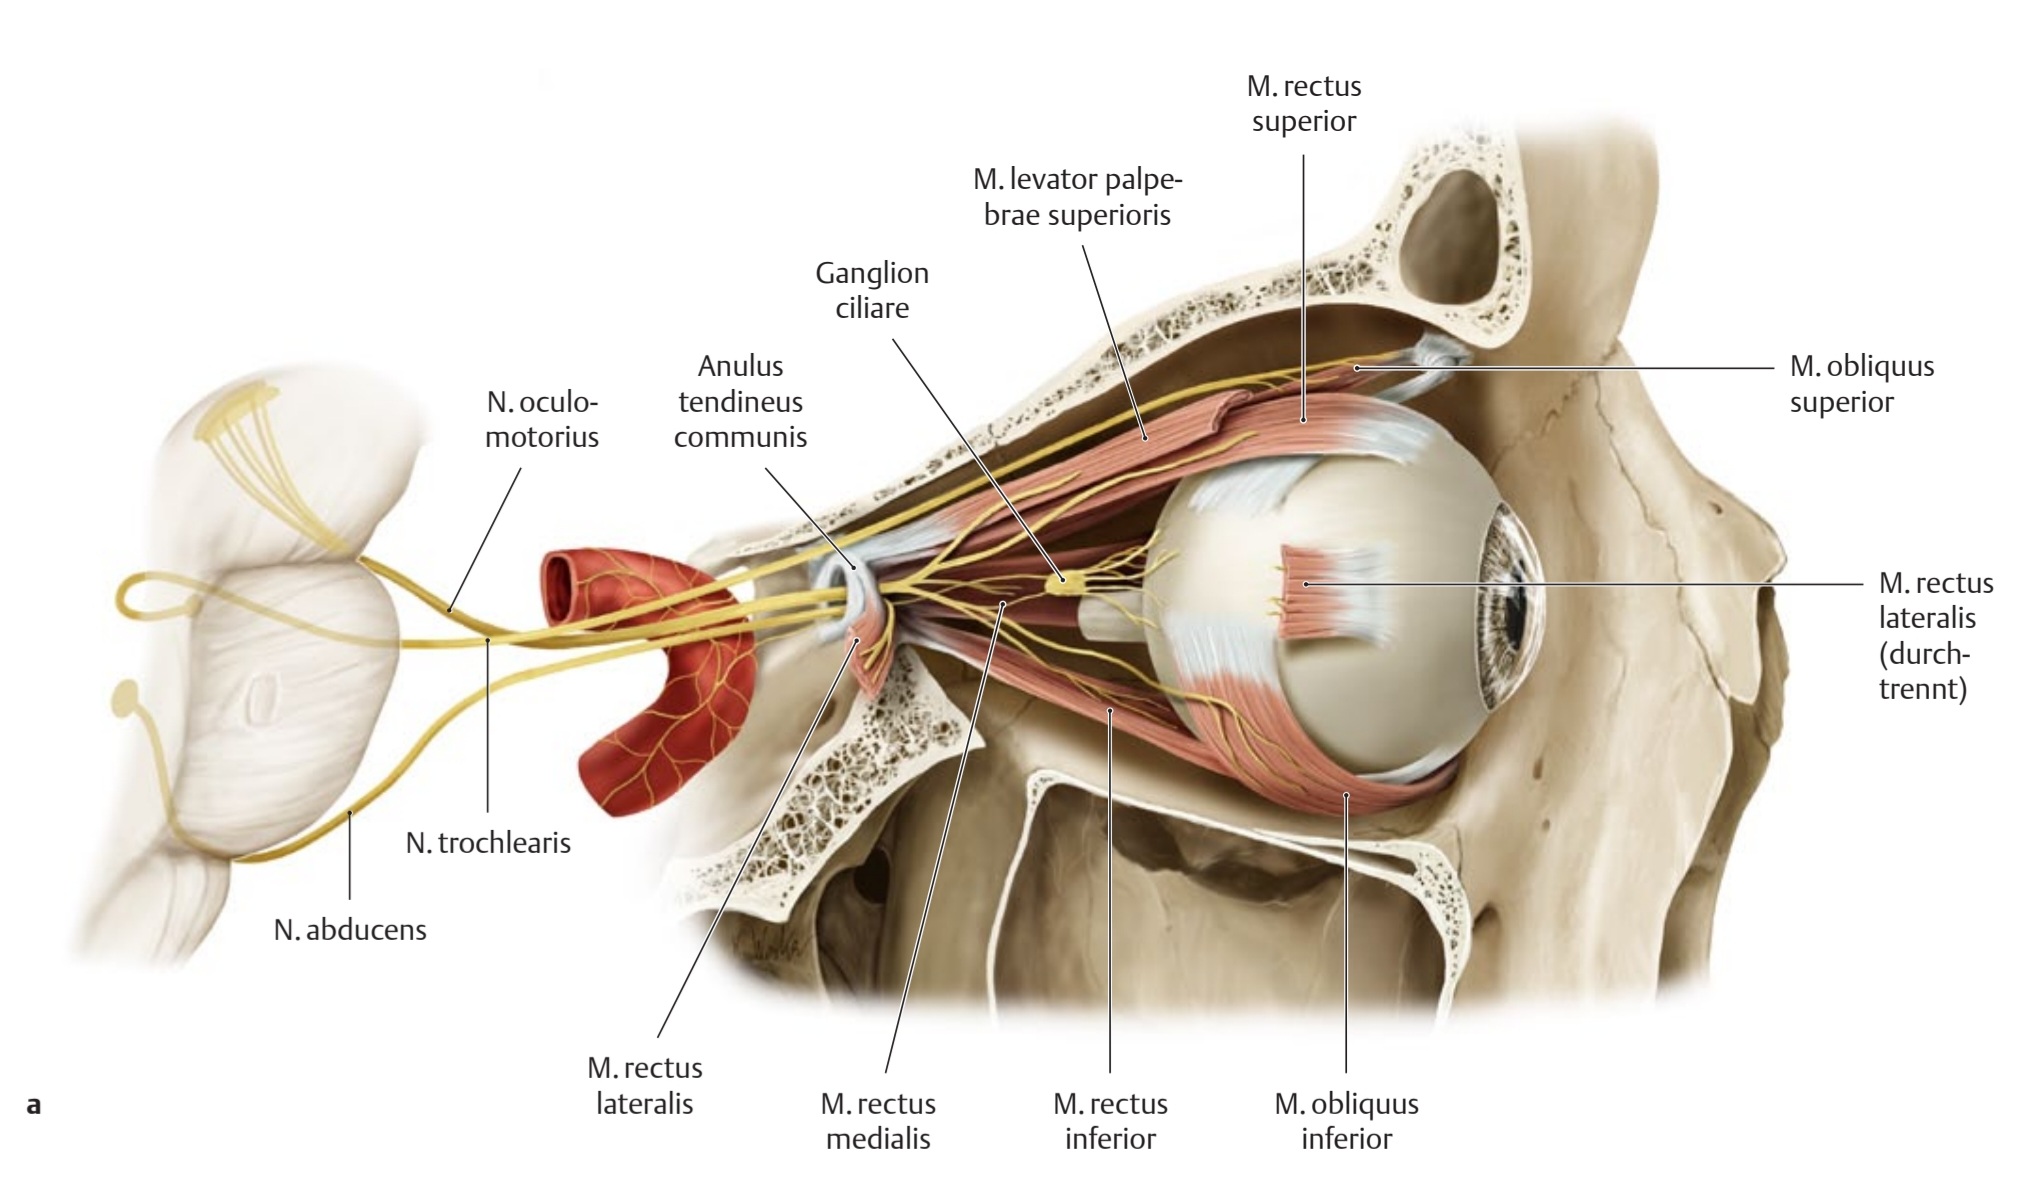 M. rectus
superior
M. levator palpe-
brae superioris
Ganglion
ciliare
Anulus
tendineus
communis
N. oculo-
motorius
M. obliquus
superior
M. rectus
lateralis
(durch-
trennt)
N. trochlearis
N. abducens
M. rectus
lateralis
M. rectus
medialis
M. rectus
inferior
M. obliquus
inferior
a